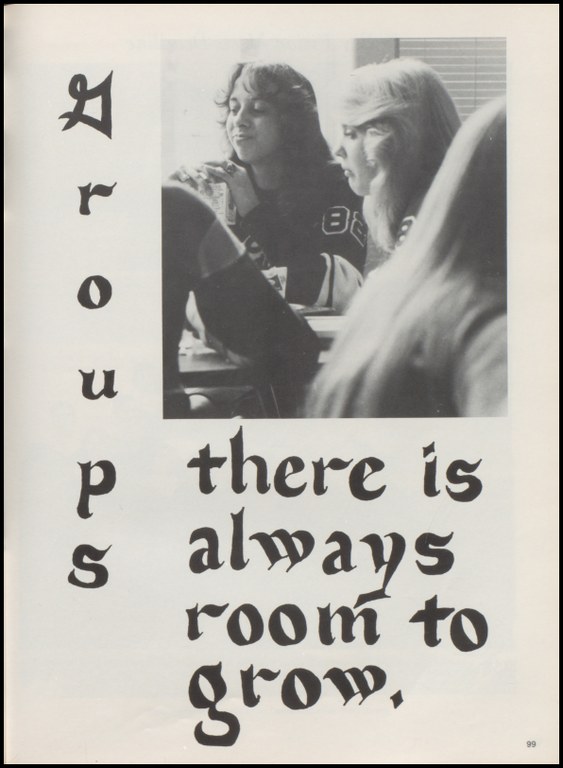 Groups
82
there is
always
room to
grow.
99